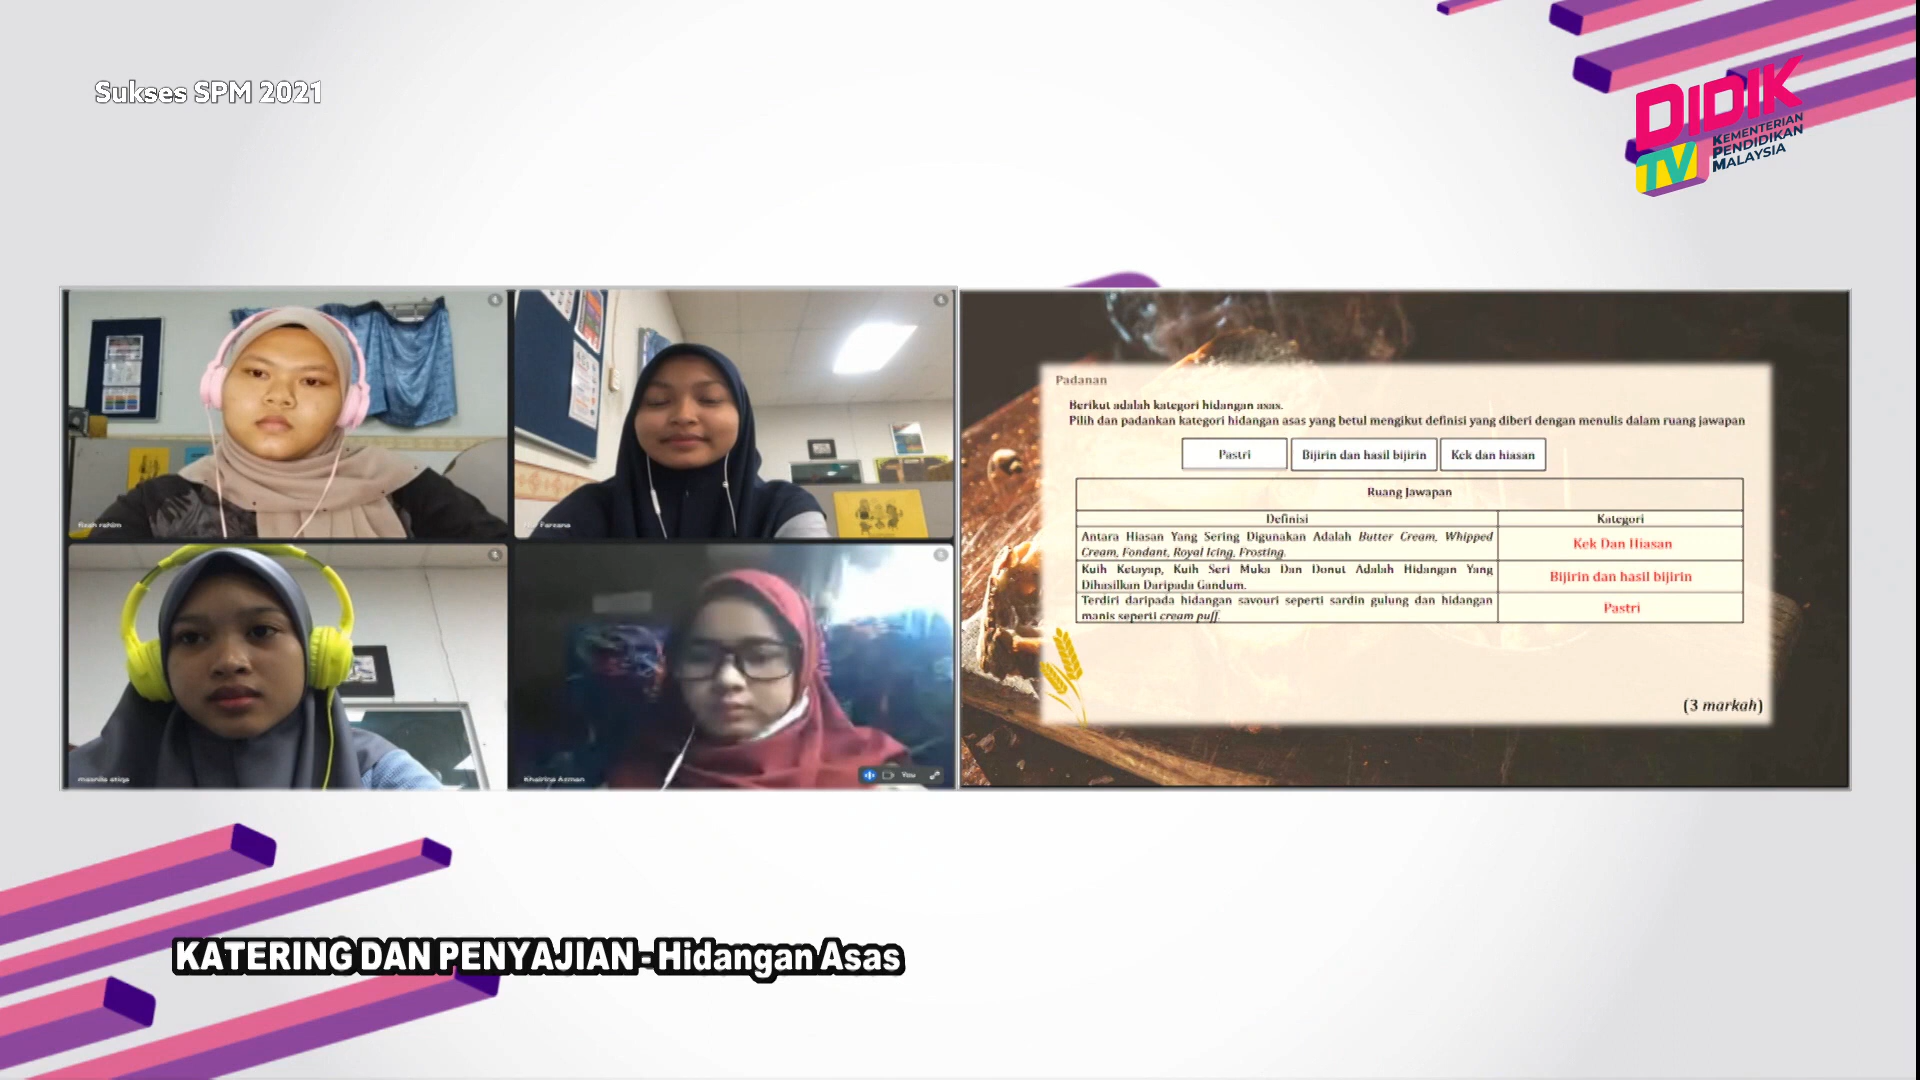 Sukses SPM 2021
DIDIK
TV
KEMENTERIAN
PENDIDIKAN
MALAYSIA
Padanan
Berikut adalah kategori hidangan asas.
Pilih dan padankan kategori hidangan asas yang betul mengikut definisi yang diberi dengan menulis dalam ruang jawapan
Pastri
Bijirin dan hasil bijirin
Kek dan hiasan
Ruang Jawapan
Definisi
Kategori
Antara Hiasan Yang Sering Digunakan Adalah Butter Cream, Whipped
Cream, Fondant, Royal Icing, Frosting.
Kek Dan Hiasan
Kuih Ketayap, Kuih Seri Muka Dan Donut Adalah Hidangan Yang
Dihasilkan Daripada Gandum.
Bijirin dan hasil bijirin
Terdiri daripada hidangan savouri seperti sardin gulung dan hidangan
manis seperti cream puff.
Pastri
(3 markah)
Farzana
Khairina Azman
View
KATERING DAN PENYAJIAN - Hidangan Asas